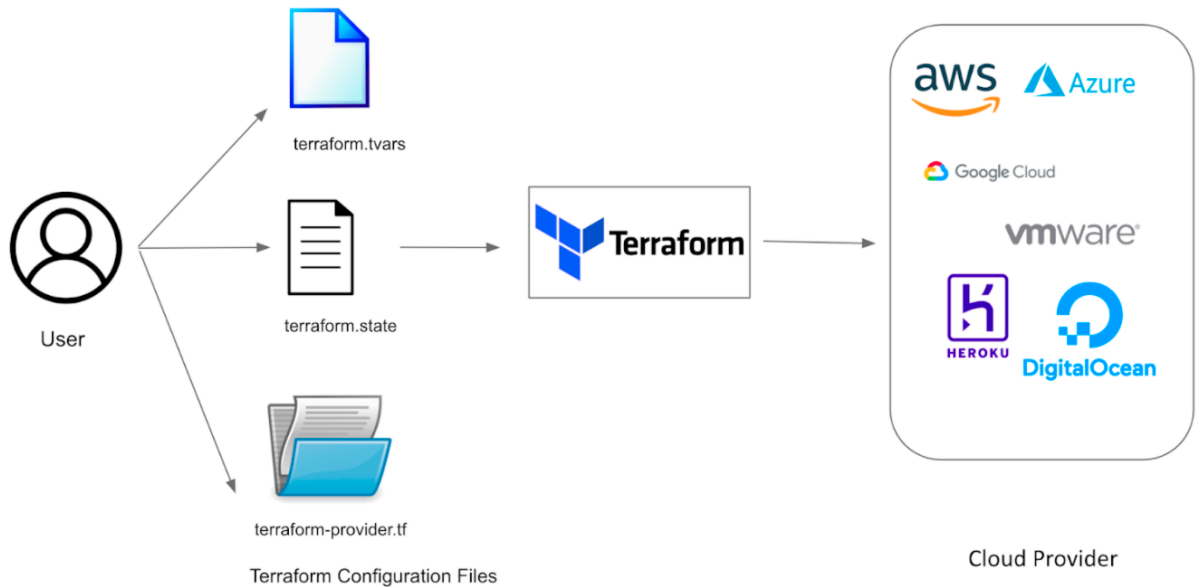 terraform.tvars
User
terraform.state
terraform-provider.tf
Terraform Configuration Files
Terraform
aws
Azure
Google Cloud
vmware®
HEROKU
DigitalOcean
Cloud Provider